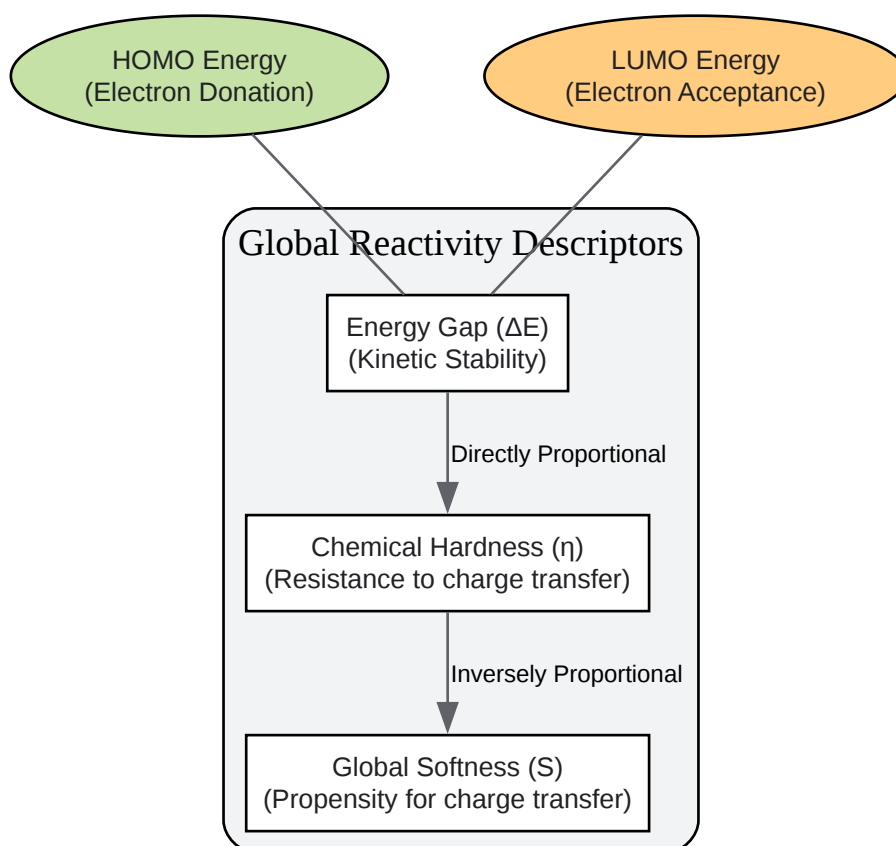 HOMO Energy
(Electron Donation)
LUMO Energy
(Electron Acceptance)
Global Reactivity Descriptors
Energy Gap (ΔE)
(Kinetic Stability)
Directly Proportional
Chemical Hardness (η)
(Resistance to charge transfer)
Inversely Proportional
Global Softness (S)
(Propensity for charge transfer)